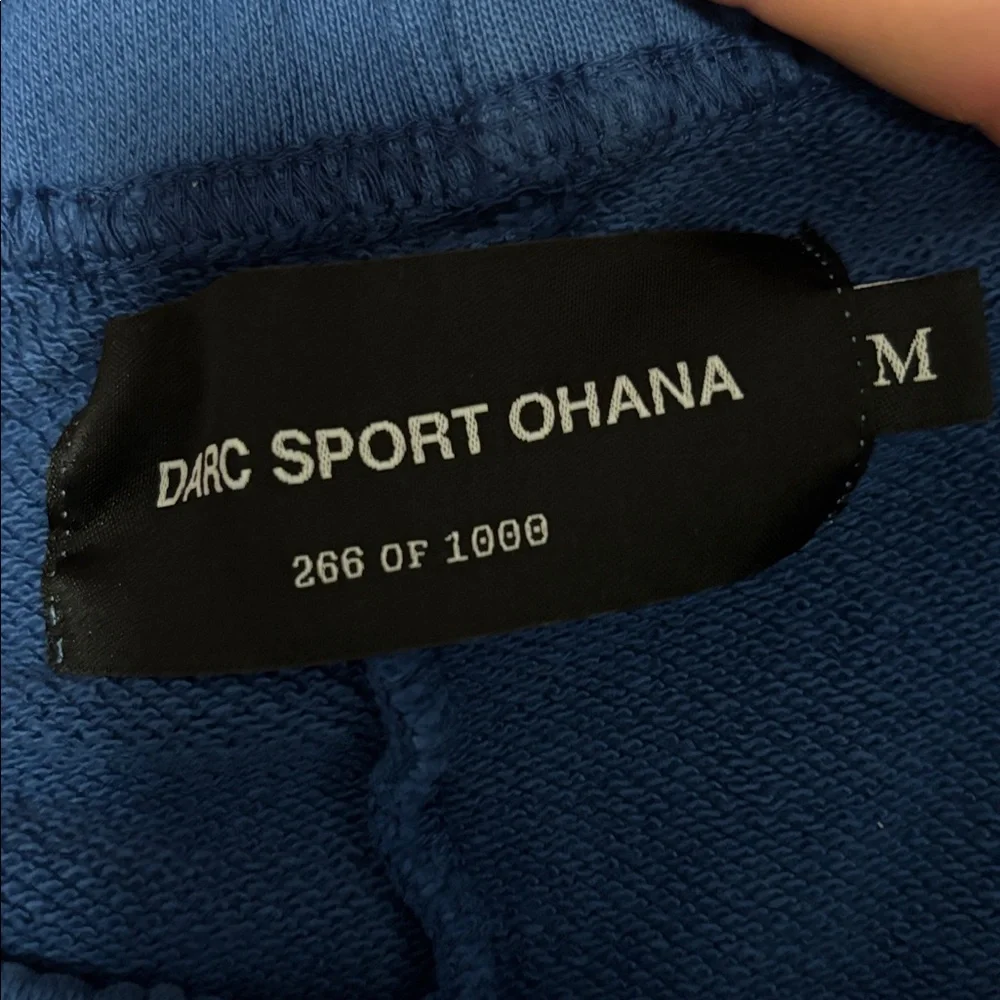 DARC SPORT OHANA
266 OF 1000
M